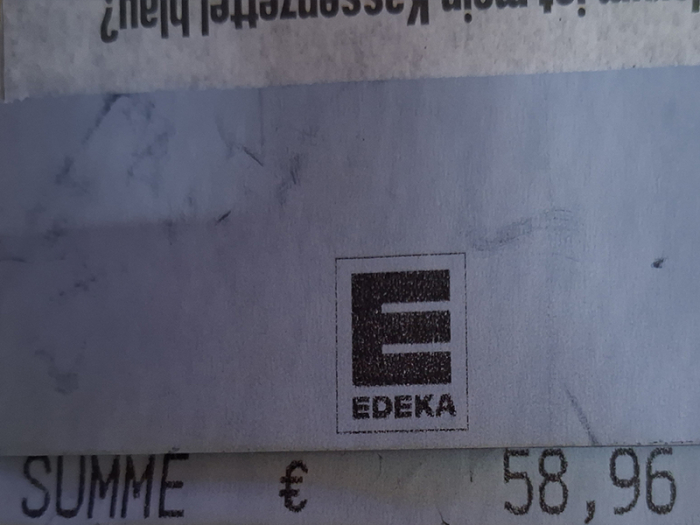 ist mein Kassenzettel blau?
E
EDEKA
SUMME € 58,96